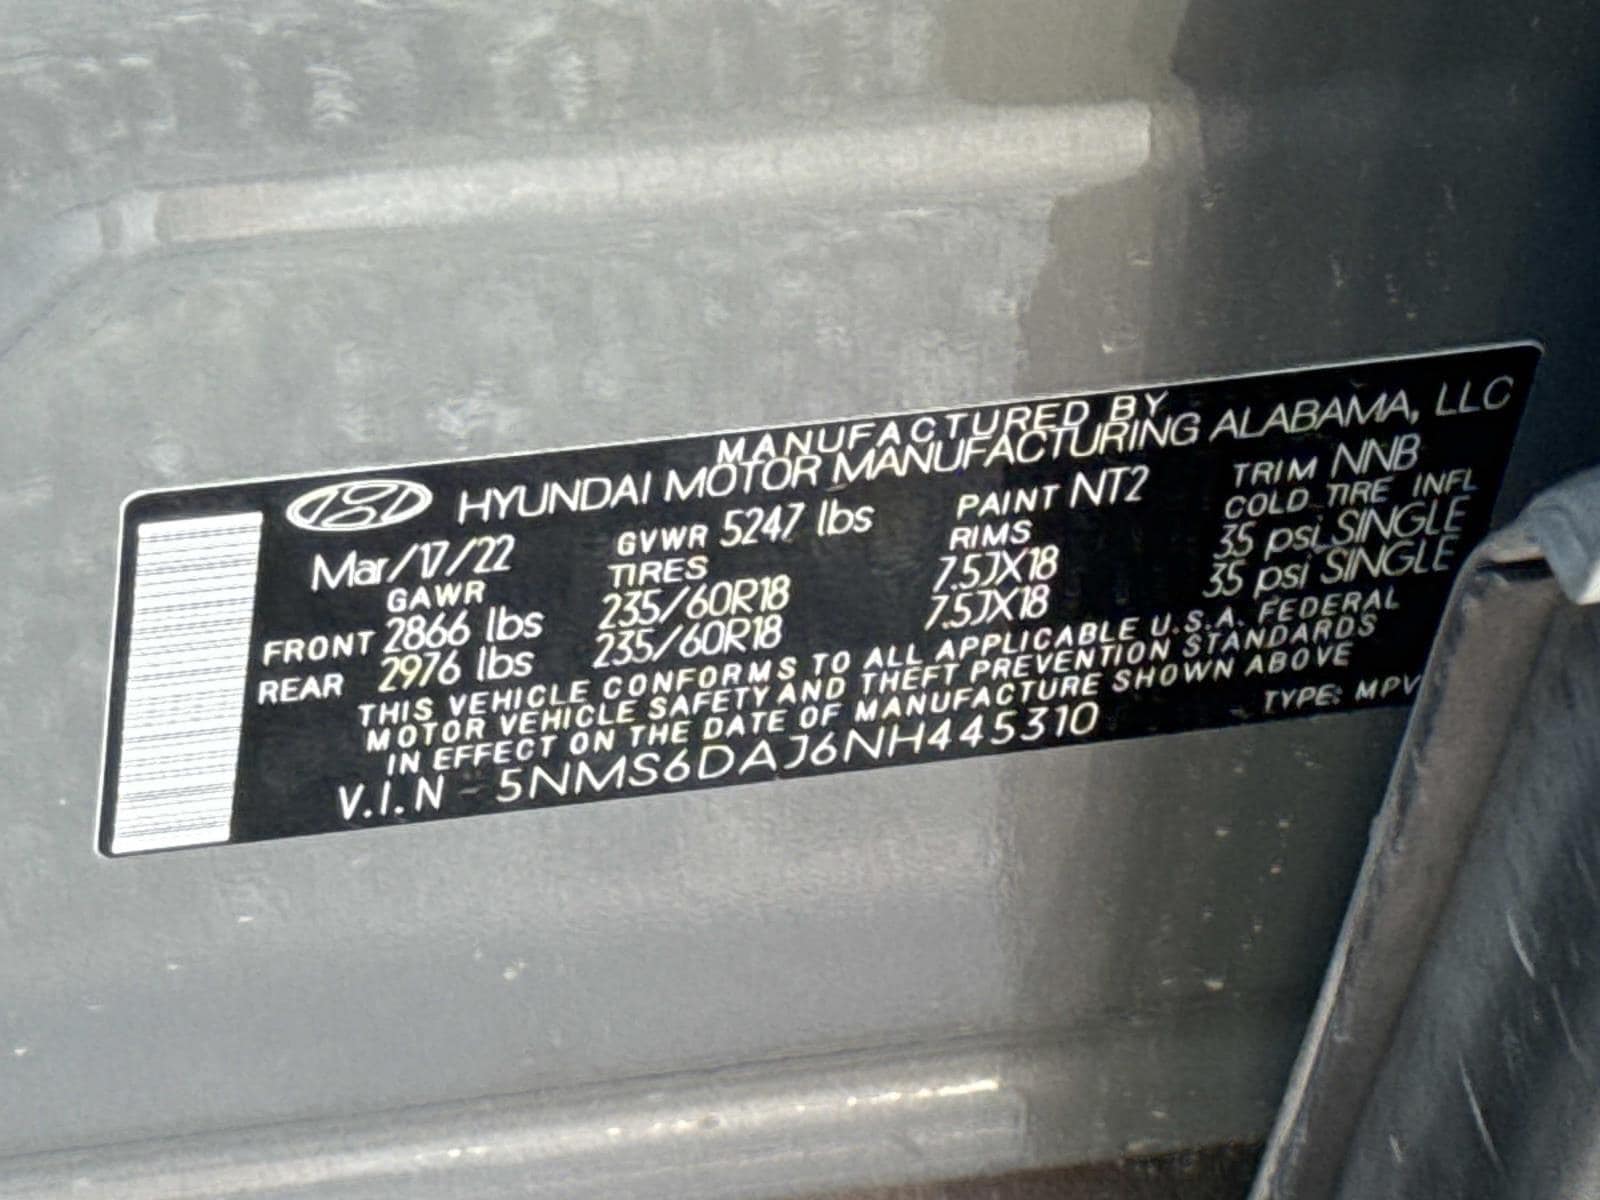 MANUFACTURED BY
HYUNDAI MOTOR MANUFACTURING ALABAMA, LLC
Mar/17/22 GVWR 5247 lbs PAINT NT2 TRIM NNB
GAWR TIRES RIMS COLD TIRE INFL
FRONT 2866 lbs 235/60R18 7.5JX18 35 psi SINGLE
REAR 2976 lbs 235/60R18 7.5JX18 35 psi SINGLE
THIS VEHICLE CONFORMS TO ALL APPLICABLE U.S.A. FEDERAL
MOTOR VEHICLE SAFETY AND THEFT PREVENTION STANDARDS
IN EFFECT ON THE DATE OF MANUFACTURE SHOWN ABOVE
V.I.N - 5NMS6DAJ6NH445310 TYPE: MPV